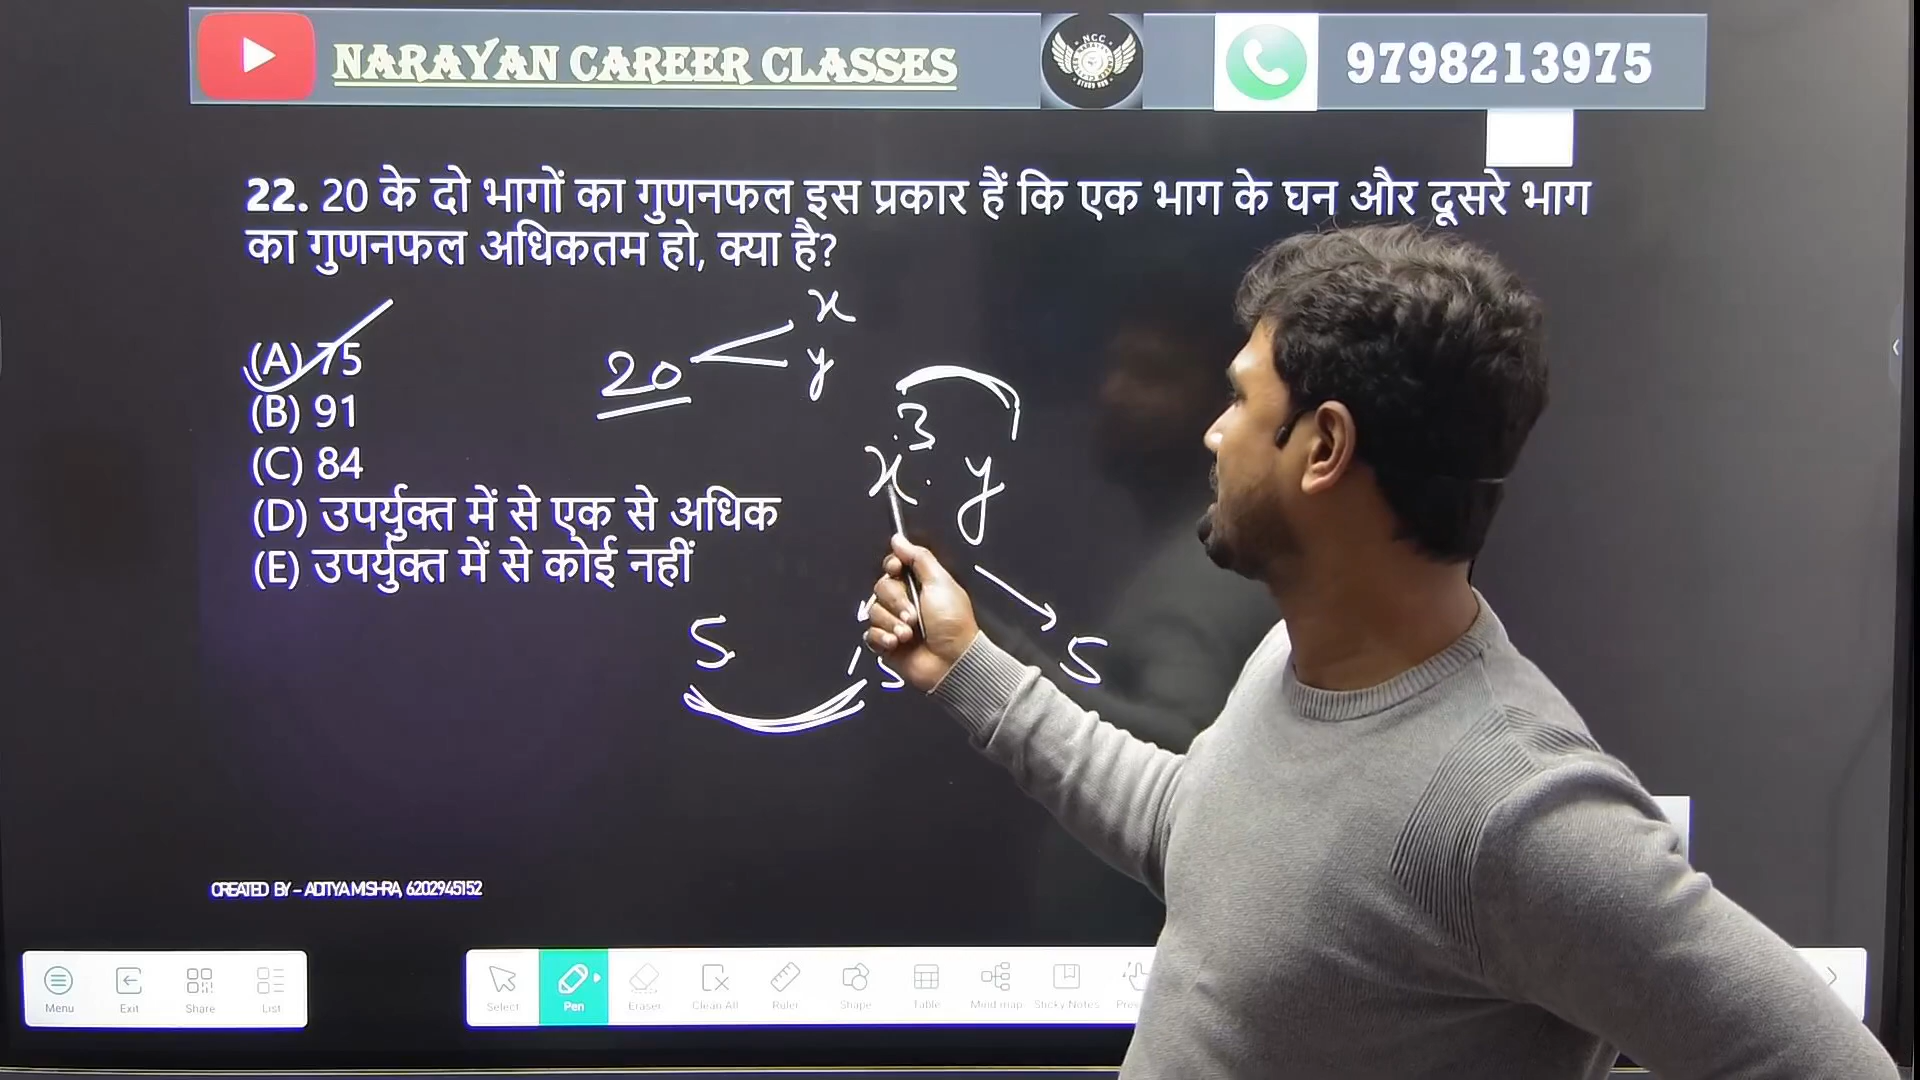 NARAYAN CAREER CLASSES
NCC
9798213975
22. 20 के दो भागों का गुणनफल इस प्रकार हैं कि एक भाग के घन और दूसरे भाग
का गुणनफल अधिकतम हो, क्या है?
(A) 75
(B) 91
(C) 84
(D) उपर्युक्त में से एक से अधिक
(E) उपर्युक्त में से कोई नहीं
20
x
y
x³. y
5
15
5
CREATED BY – ADITYA MISHRA, 6202945152
Menu
Exit
Share
List
Select
Pen
Eraser
Clean All
Ruler
Shape
Table
Mind map
Sticky Notes